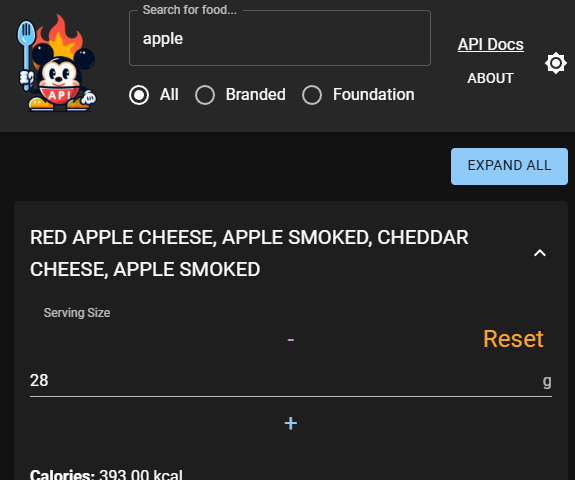 Search for food...
apple
API Docs
ABOUT
All
Branded
Foundation
API
EXPAND ALL
RED APPLE CHEESE, APPLE SMOKED, CHEDDAR
CHEESE, APPLE SMOKED
Serving Size
-
Reset
28
g
+
Calories: 393.00 kcal